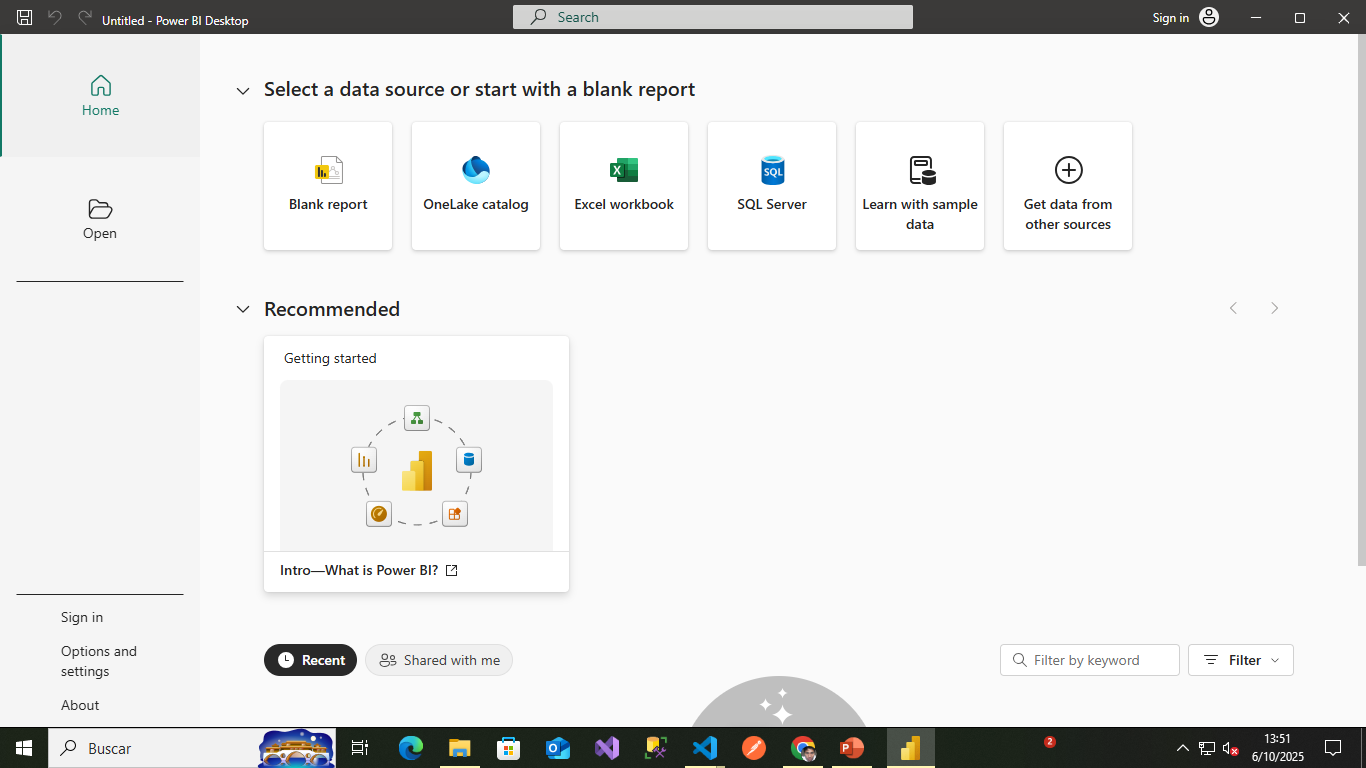 Untitled - Power BI Desktop
Search
Sign in
Home
Open
Sign in
Options and
settings
About
Select a data source or start with a blank report
Blank report
OneLake catalog
Excel workbook
SQL
SQL Server
Learn with sample
data
Get data from
other sources
Recommended
Getting started
Intro—What is Power BI?
Recent
Shared with me
Filter by keyword
Filter
Buscar
2
13:51
6/10/2025